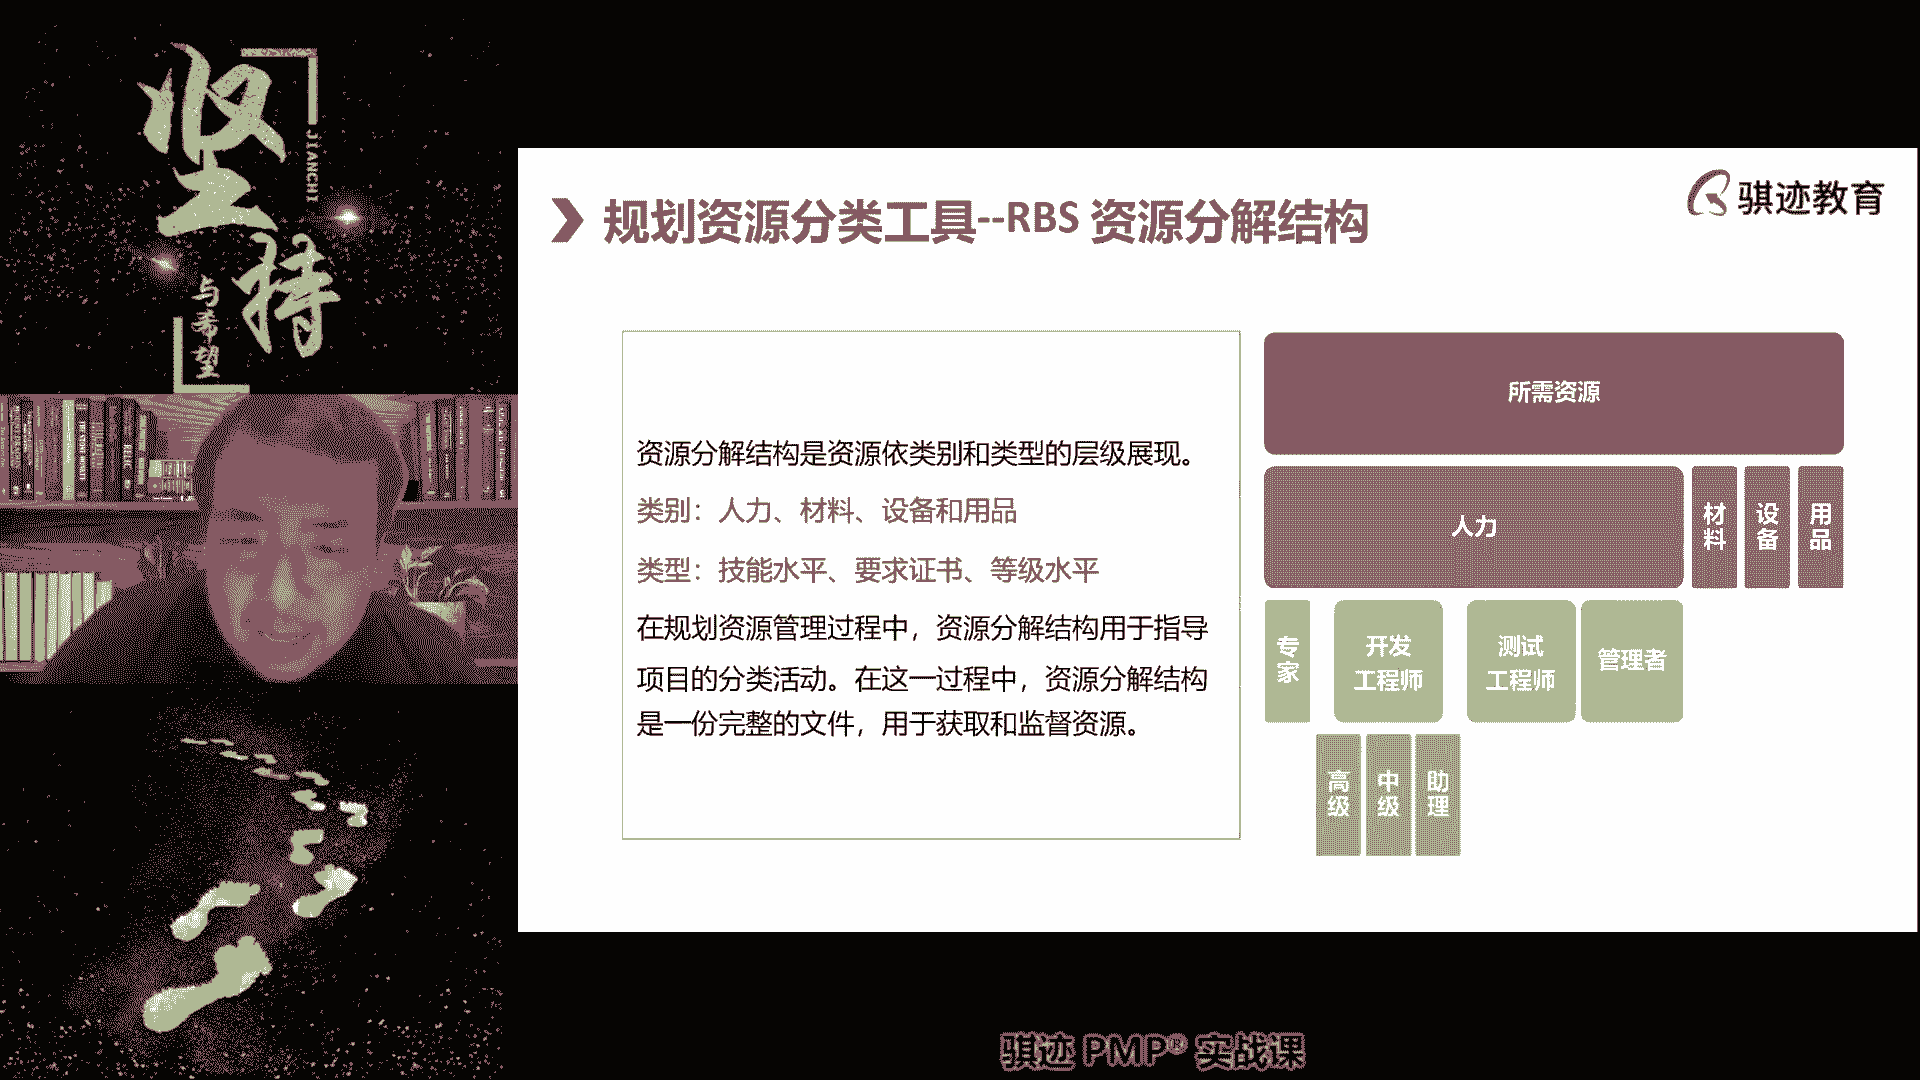 坚持
JIANCHI
与希望
规划资源分类工具--RBS 资源分解结构
骐迹教育
资源分解结构是资源依类别和类型的层级展现。
类别：人力、材料、设备和用品
类型：技能水平、要求证书、等级水平
在规划资源管理过程中，资源分解结构用于指导
项目的分类活动。在这一过程中，资源分解结构
是一份完整的文件，用于获取和监督资源。
所需资源
人力
材料
设备
用品
专家
开发
工程师
测试
工程师
管理者
高级
中级
助理
骐迹 PMP® 实战课